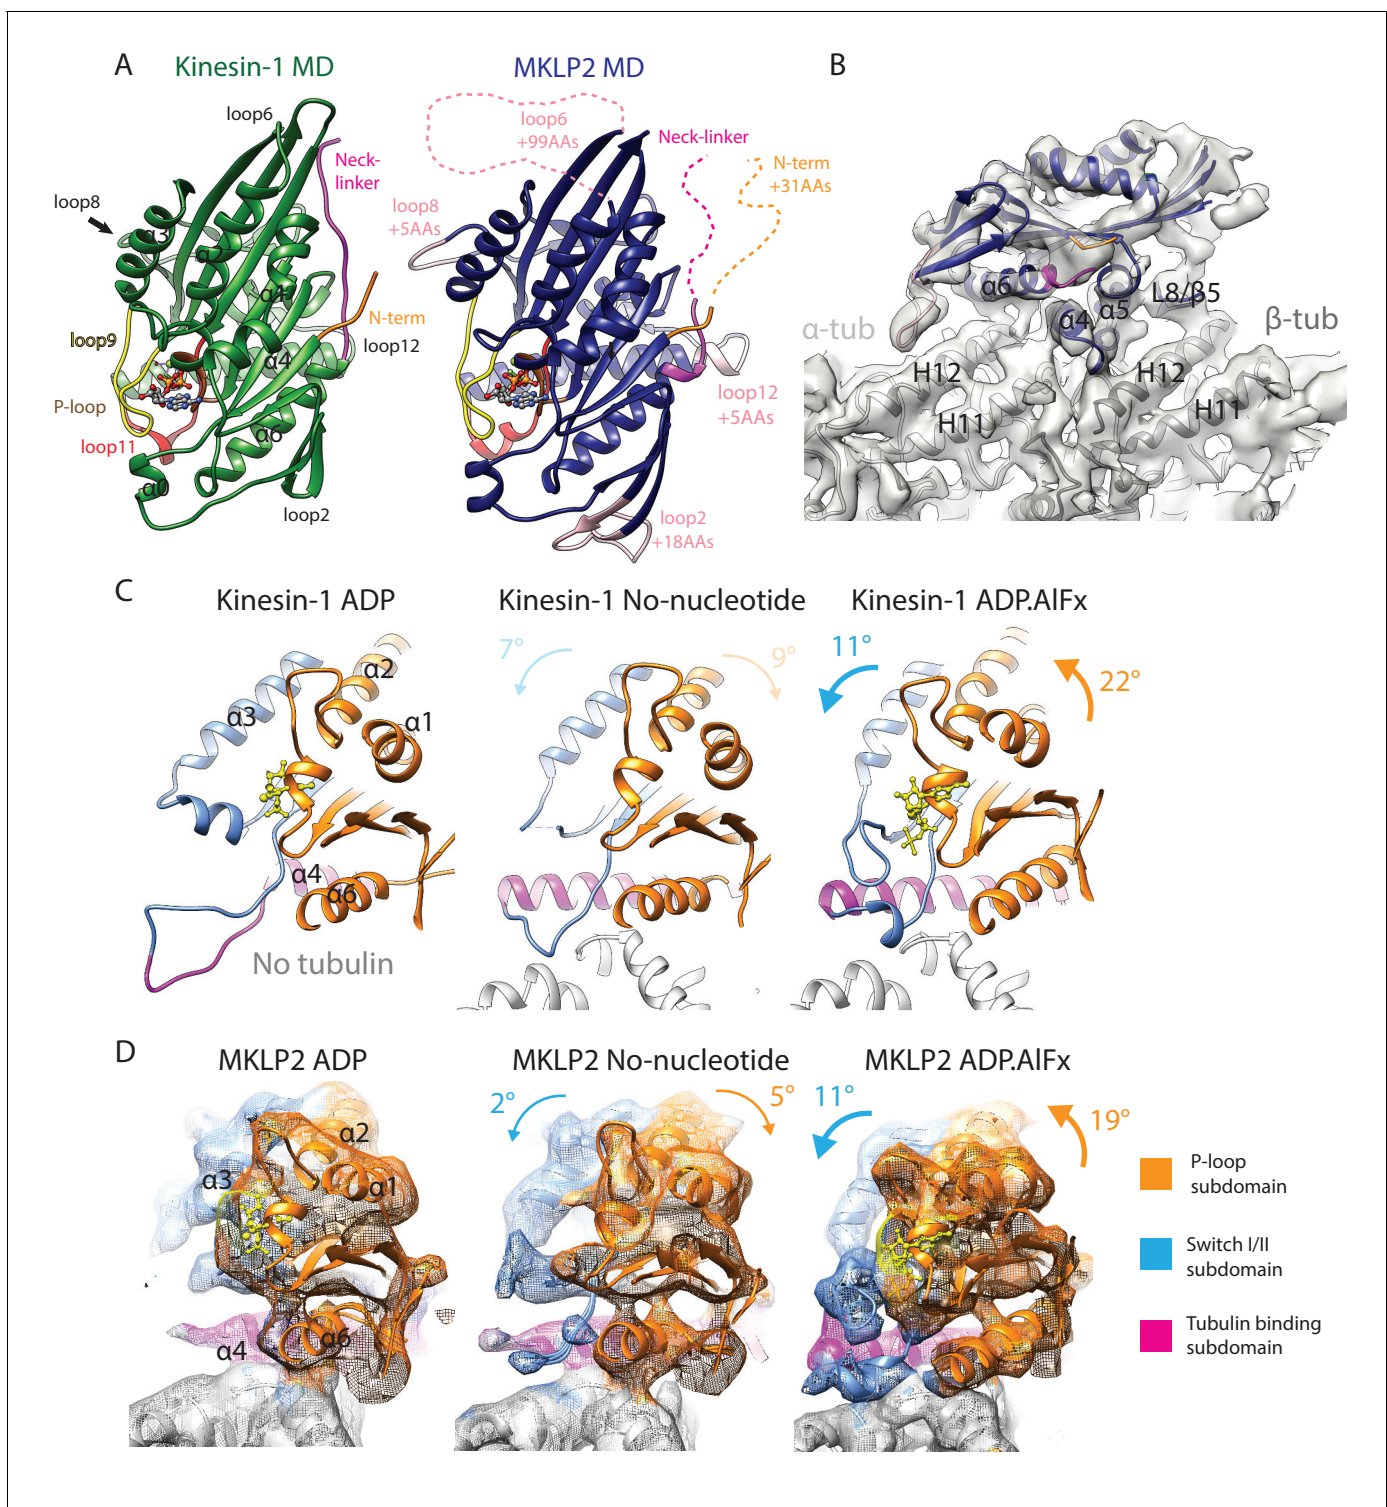 A
Kinesin-1 MD
MKLP2 MD
B
loop6
loop6
+99AAs
Neck-
linker
Neck-linker
N-term
+31AAs
loop8
loop8
+5AAs
α3
α2
α1
N-term
loop9
loop12
α4
P-loop
loop11
α6
α0
loop2
loop12
+5AAs
loop2
+18AAs
α6
α4
α5
L8/β5
α-tub
β-tub
H12
H12
H11
H11
C
Kinesin-1 ADP
Kinesin-1 No-nucleotide
Kinesin-1 ADP.AlFx
7°
9°
11°
22°
α2
α3
α1
α4
α6
No tubulin
D
MKLP2 ADP
MKLP2 No-nucleotide
MKLP2 ADP.AlFx
2°
5°
11°
19°
α2
α3
α1
α4
α6
P-loop
subdomain
Switch I/II
subdomain
Tubulin binding
subdomain